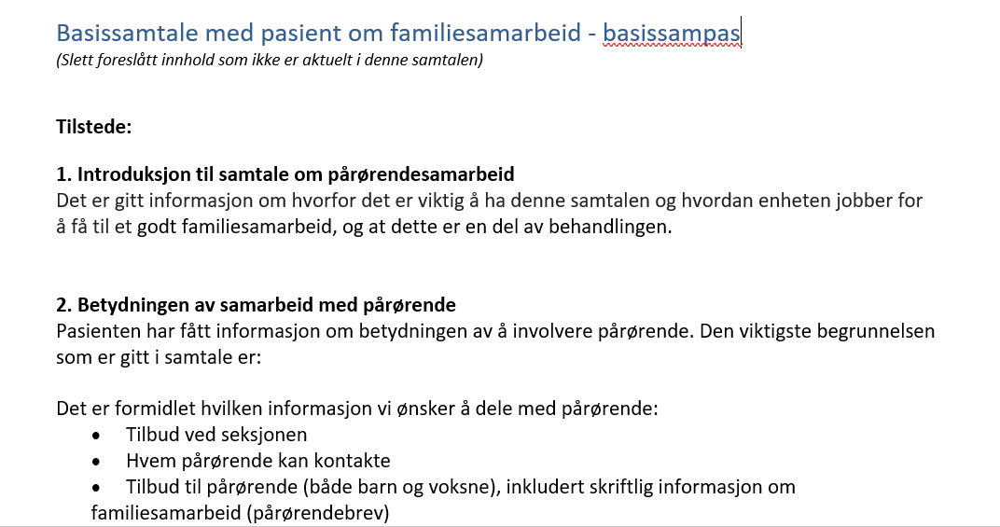 Basissamtale med pasient om familiesamarbeid - basissampas
(Slett foreslått innhold som ikke er aktuelt i denne samtalen)
Tilstede:
1. Introduksjon til samtale om pårørendesamarbeid
Det er gitt informasjon om hvorfor det er viktig å ha denne samtalen og hvordan enheten jobber for
å få til et godt familiesamarbeid, og at dette er en del av behandlingen.
2. Betydningen av samarbeid med pårørende
Pasienten har fått informasjon om betydningen av å involvere pårørende. Den viktigste begrunnelsen
som er gitt i samtale er:
Det er formidlet hvilken informasjon vi ønsker å dele med pårørende:
• Tilbud ved seksjonen
• Hvem pårørende kan kontakte
• Tilbud til pårørende (både barn og voksne), inkludert skriftlig informasjon om
familiesamarbeid (pårørendebrev)